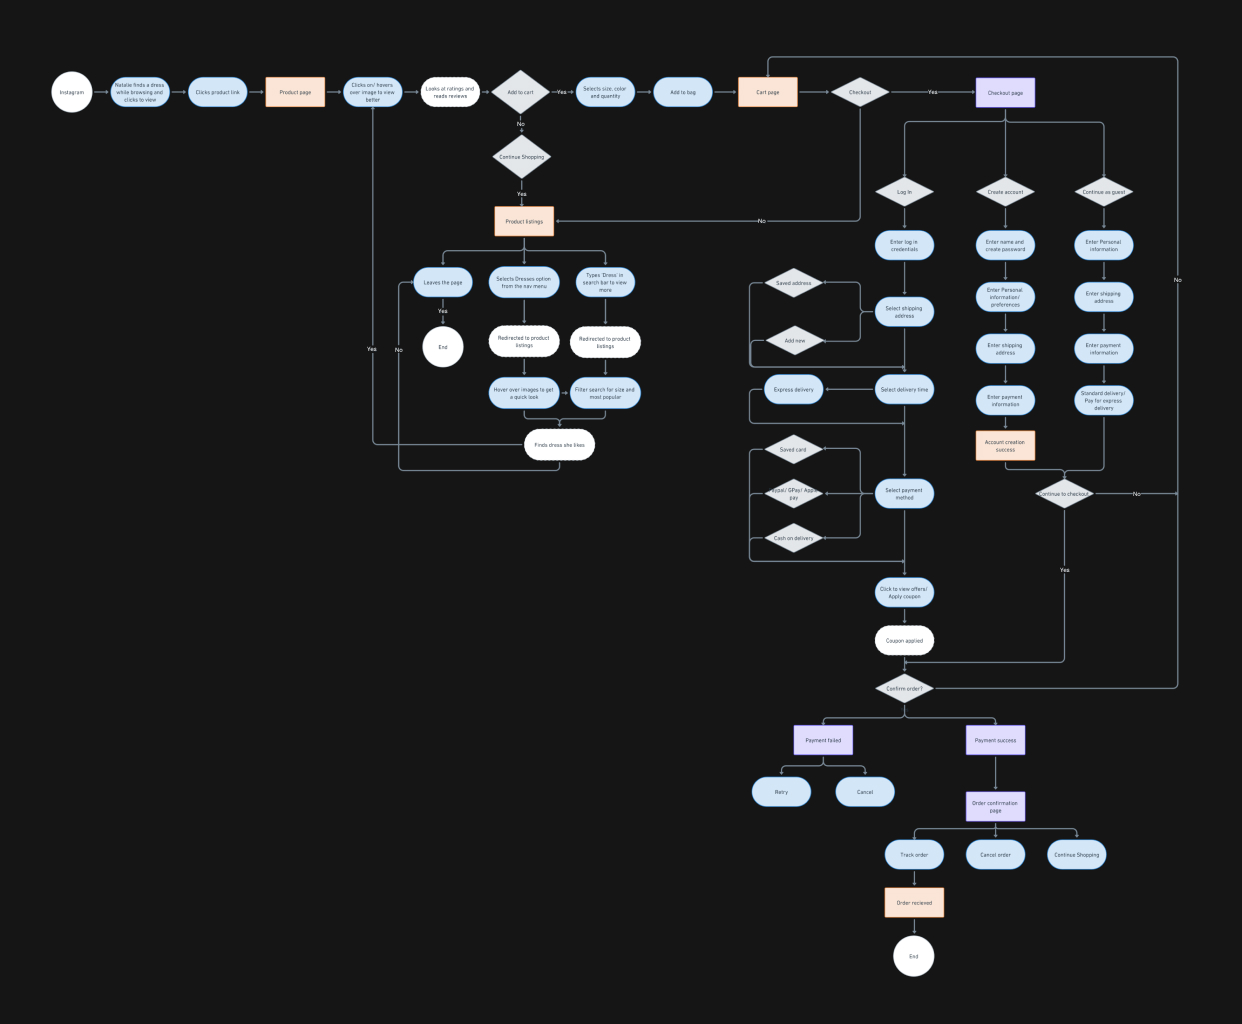 Instagram
Natalie finds a dress
while browsing and
clicks to view
Clicks product link
Product page
Clicks on/ hovers
over image to view
better
Looks at ratings and
reads reviews
Add to cart
Yes
Selects size, color
and quantity
Add to bag
Cart page
Checkout
Yes
Checkout page
No
Continue Shopping
Yes
Product listings
No
Log In
Create account
Continue as guest
Enter log in
credentials
Enter name and
create password
Enter Personal
information
Leaves the page
Selects Dresses option
from the nav menu
Types 'Dress' in
search bar to view
more
Saved address
No
Select shipping
address
Enter Personal
information/
preferences
Enter shipping
address
Yes
End
Redirected to product
listings
Redirected to product
listings
Add new
Enter shipping
address
Enter payment
information
Yes
No
Hover over images to get
a quick look
Filter search for size and
most popular
Express delivery
Select delivery time
Enter payment
information
Standard delivery/
Pay for express
delivery
Finds dress she likes
Saved card
Account creation
success
aypal/ GPay/ Apple
pay
Select payment
method
Continue to checkout
No
Cash on delivery
Yes
Click to view offers/
Apply coupon
Coupon applied
Confirm order?
Payment failed
Payment success
Retry
Cancel
Order confirmation
page
Track order
Cancel order
Continue Shopping
Order recieved
End